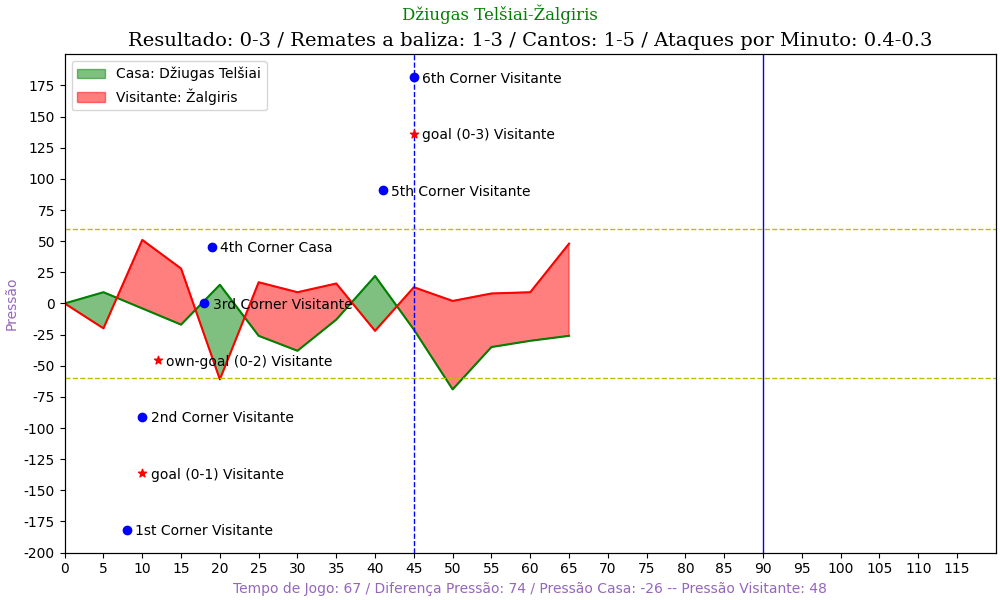 Džiugas Telšiai-Žalgiris
Resultado: 0-3 / Remates a baliza: 1-3 / Cantos: 1-5 / Ataques por Minuto: 0.4-0.3
Casa: Džiugas Telšiai
Visitante: Žalgiris
6th Corner Visitante
goal (0-3) Visitante
5th Corner Visitante
4th Corner Casa
3rd Corner Visitante
own-goal (0-2) Visitante
2nd Corner Visitante
goal (0-1) Visitante
1st Corner Visitante
Pressão
175
150
125
100
75
50
25
0
-25
-50
-75
-100
-125
-150
-175
-200
0 5 10 15 20 25 30 35 40 45 50 55 60 65 70 75 80 85 90 95 100 105 110 115
Tempo de Jogo: 67 / Diferença Pressão: 74 / Pressão Casa: -26 -- Pressão Visitante: 48